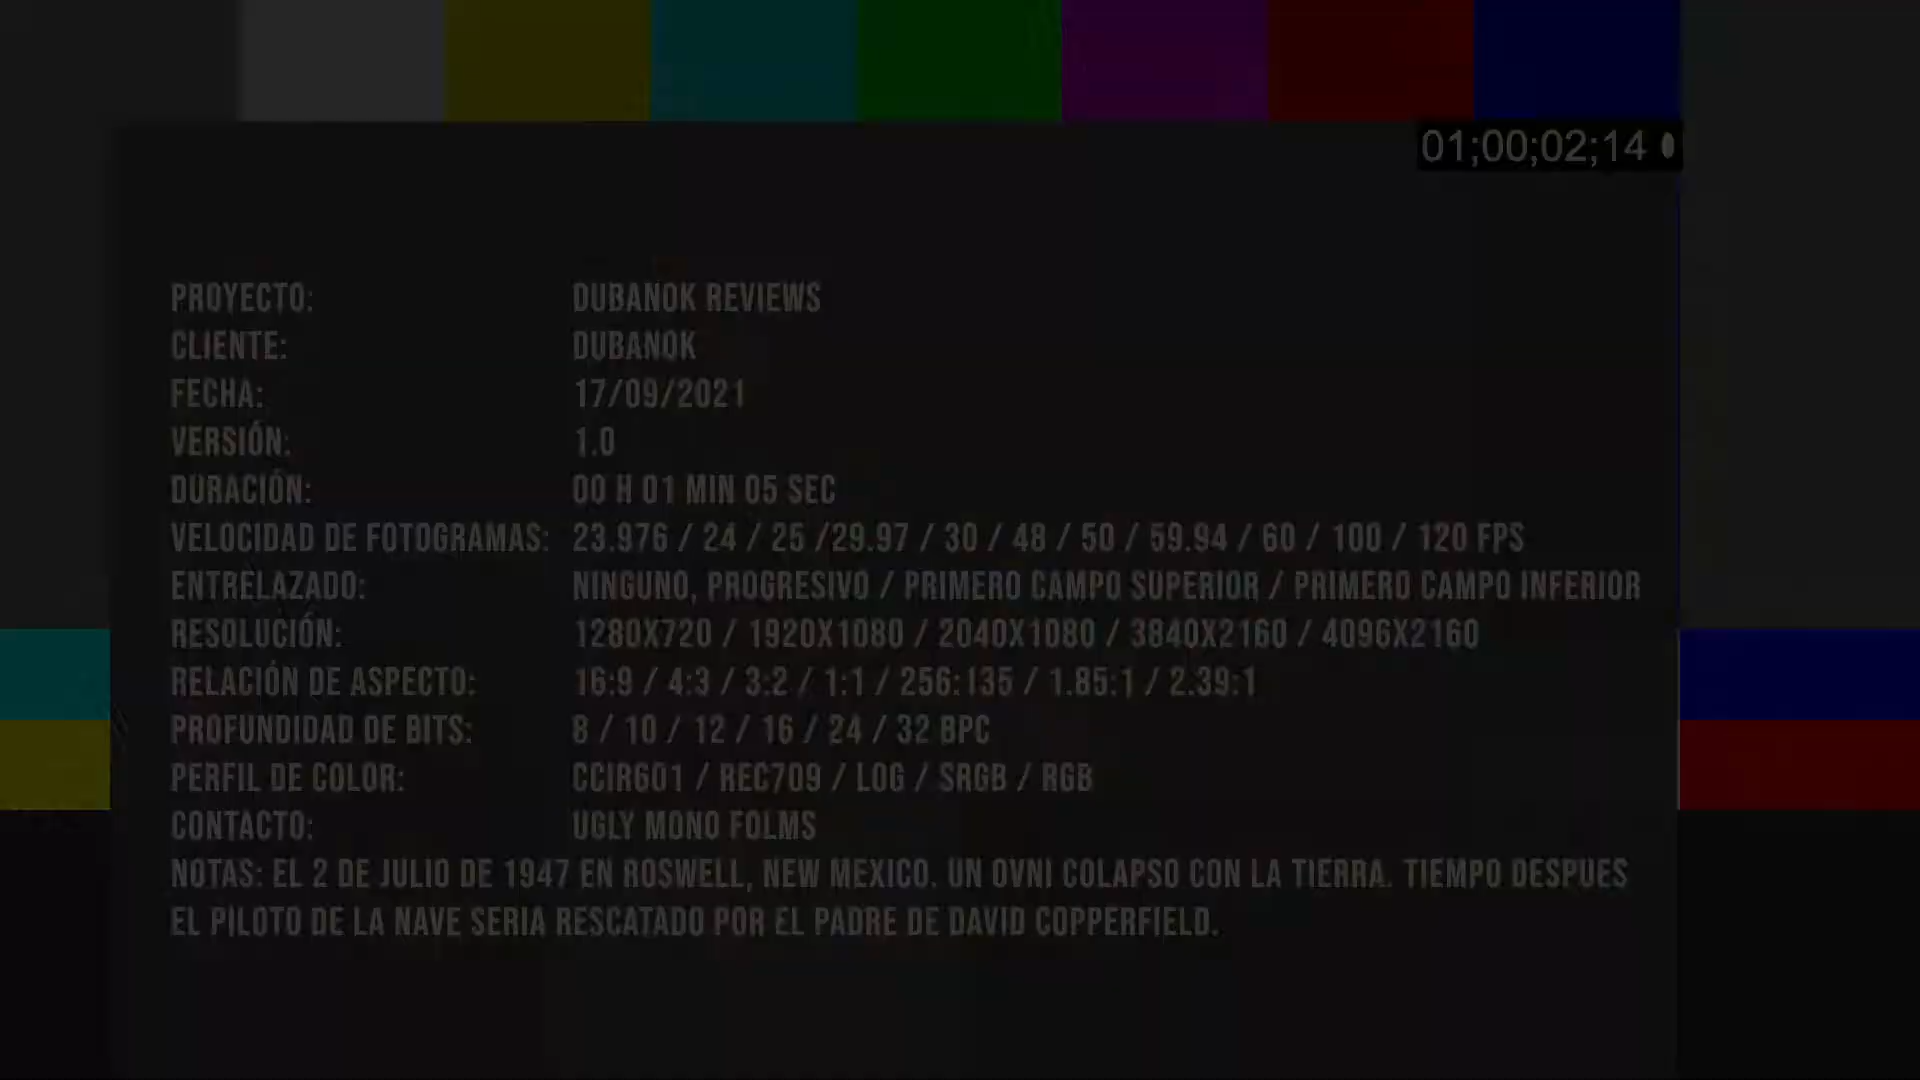 01;00;02;14
PROYECTO: DUBANOK REVIEWS
CLIENTE: DUBANOK
FECHA: 17/09/2021
VERSIÓN: 1.0
DURACIÓN: 00 H 01 MIN 05 SEC
VELOCIDAD DE FOTOGRAMAS: 23.976 / 24 / 25 /29.97 / 30 / 48 / 50 / 59.94 / 60 / 100 / 120 FPS
ENTRELAZADO: NINGUNO, PROGRESIVO / PRIMERO CAMPO SUPERIOR / PRIMERO CAMPO INFERIOR
RESOLUCIÓN: 1280X720 / 1920X1080 / 2040X1080 / 3840X2160 / 4096X2160
RELACIÓN DE ASPECTO: 16:9 / 4:3 / 3:2 / 1:1 / 256:135 / 1.85:1 / 2.39:1
PROFUNDIDAD DE BITS: 8 / 10 / 12 / 16 / 24 / 32 BPC
PERFIL DE COLOR: CCIR601 / REC709 / LOG / SRGB / RGB
CONTACTO: UGLY MONO FOLMS
NOTAS: EL 2 DE JULIO DE 1947 EN ROSWELL, NEW MEXICO. UN OVNI COLAPSO CON LA TIERRA. TIEMPO DESPUES
EL PILOTO DE LA NAVE SERIA RESCATADO POR EL PADRE DE DAVID COPPERFIELD.